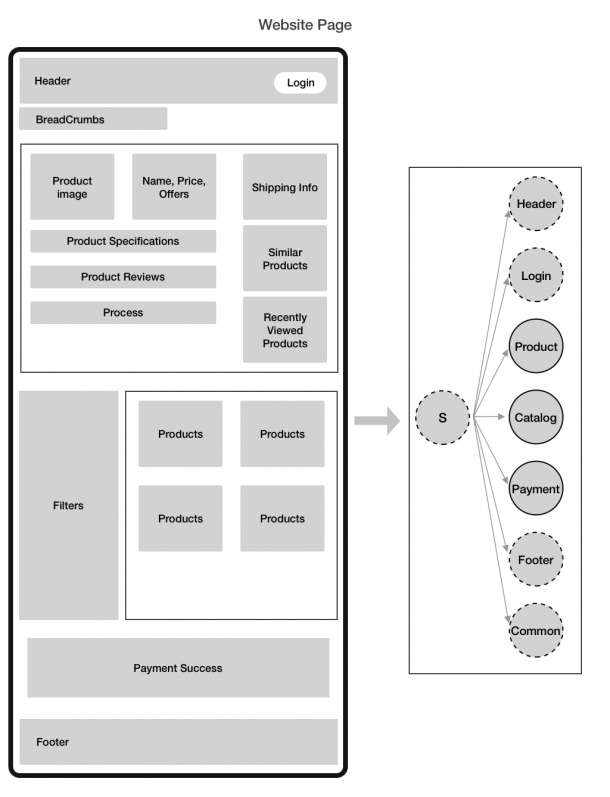 Website Page
Header
Login
BreadCrumbs
Product
image
Name, Price,
Offers
Shipping Info
Product Specifications
Similar
Products
Product Reviews
Process
Recently
Viewed
Products
Filters
Products
Products
Products
Products
Payment Success
Footer
S
Header
Login
Product
Catalog
Payment
Footer
Common